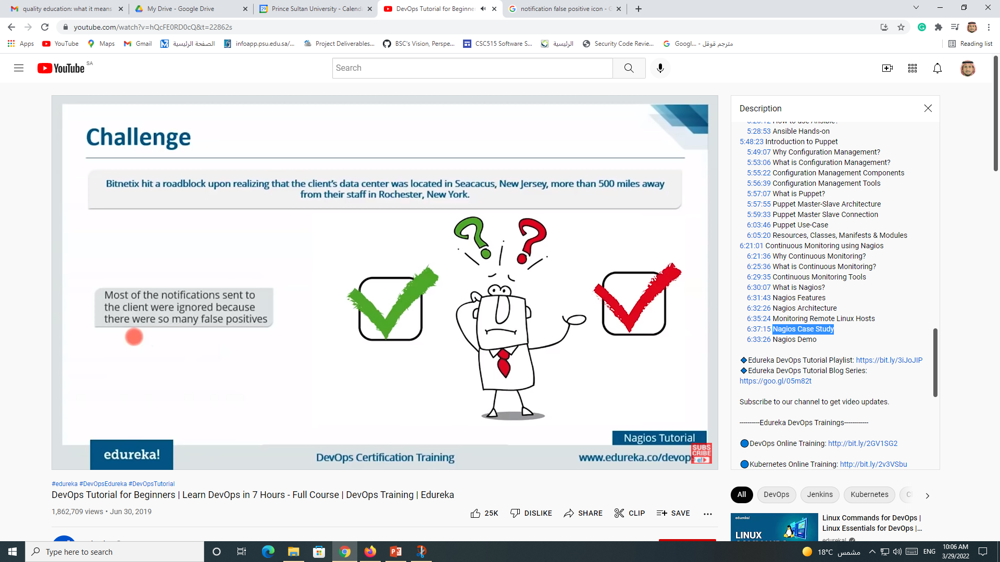 quality education: what it means
My Drive - Google Drive
Prince Sultan University - Calend
DevOps Tutorial for Beginner
notification false positive icon - G
youtube.com/watch?v=hQcFE0RD0cQ&t=22862s
Apps
YouTube
Maps
Gmail
الصفحة الرئيسية
infoapp.psu.edu.sa/...
Project Deliverables...
BSC's Vision, Perspe...
CSC515 Software S...
الرئيسية
Security Code Revie...
مترجم قوقل - Googl...
Reading list
YouTube SA
Search
Challenge
Bitnetix hit a roadblock upon realizing that the client's data center was located in Seacacus, New Jersey, more than 500 miles away
from their staff in Rochester, New York.
Most of the notifications sent to
the client were ignored because
there were so many false positives
Nagios Tutorial
edureka!
DevOps Certification Training
www.edureka.co/devop
SUBS
CRIBE
Description
5:28:53 Ansible Hands-on
5:48:23 Introduction to Puppet
5:49:07 Why Configuration Management?
5:53:06 What is Configuration Management?
5:55:22 Configuration Management Components
5:56:39 Configuration Management Tools
5:57:07 What is Puppet?
5:57:55 Puppet Master-Slave Architecture
5:59:33 Puppet Master Slave Connection
6:03:46 Puppet Use-Case
6:05:20 Resources, Classes, Manifests & Modules
6:21:01 Continuous Monitoring using Nagios
6:21:36 Why Continuous Monitoring?
6:25:36 What is Continuous Monitoring?
6:29:35 Continuous Monitoring Tools
6:30:07 What is Nagios?
6:31:43 Nagios Features
6:32:26 Nagios Architecture
6:35:24 Monitoring Remote Linux Hosts
6:37:15 Nagios Case Study
6:33:26 Nagios Demo
Edureka DevOps Tutorial Playlist: https://bit.ly/3iJoJIP
Edureka DevOps Tutorial Blog Series:
https://goo.gl/05m82t
Subscribe to our channel to get video updates.
----------Edureka DevOps Trainings------------
DevOps Online Training: http://bit.ly/2GV1SG2
Kubernetes Online Training: http://bit.ly/2v3VSbu
#edureka #DevOpsEdureka #DevOpsTutorial
DevOps Tutorial for Beginners | Learn DevOps in 7 Hours - Full Course | DevOps Training | Edureka
1,862,709 views • Jun 30, 2019
25K
DISLIKE
SHARE
CLIP
SAVE
All
DevOps
Jenkins
Kubernetes
edureka!
LINUX
Linux Commands for DevOps |
Linux Essentials for DevOps |...
edureka!
Type here to search
18°C مشمس
ENG
10:06 AM
3/29/2022